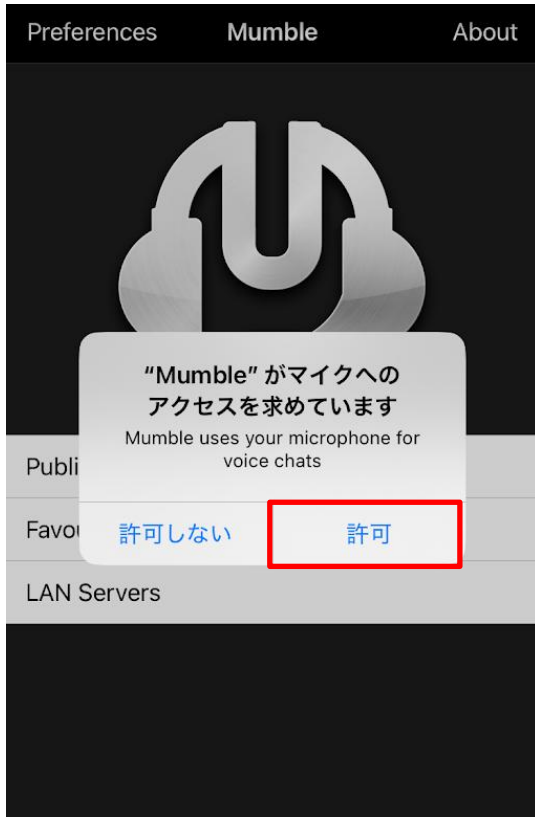 Preferences Mumble About
“Mumble” がマイクへの
アクセスを求めています
Mumble uses your microphone for
voice chats
Publi
Favou
許可しない 許可
LAN Servers